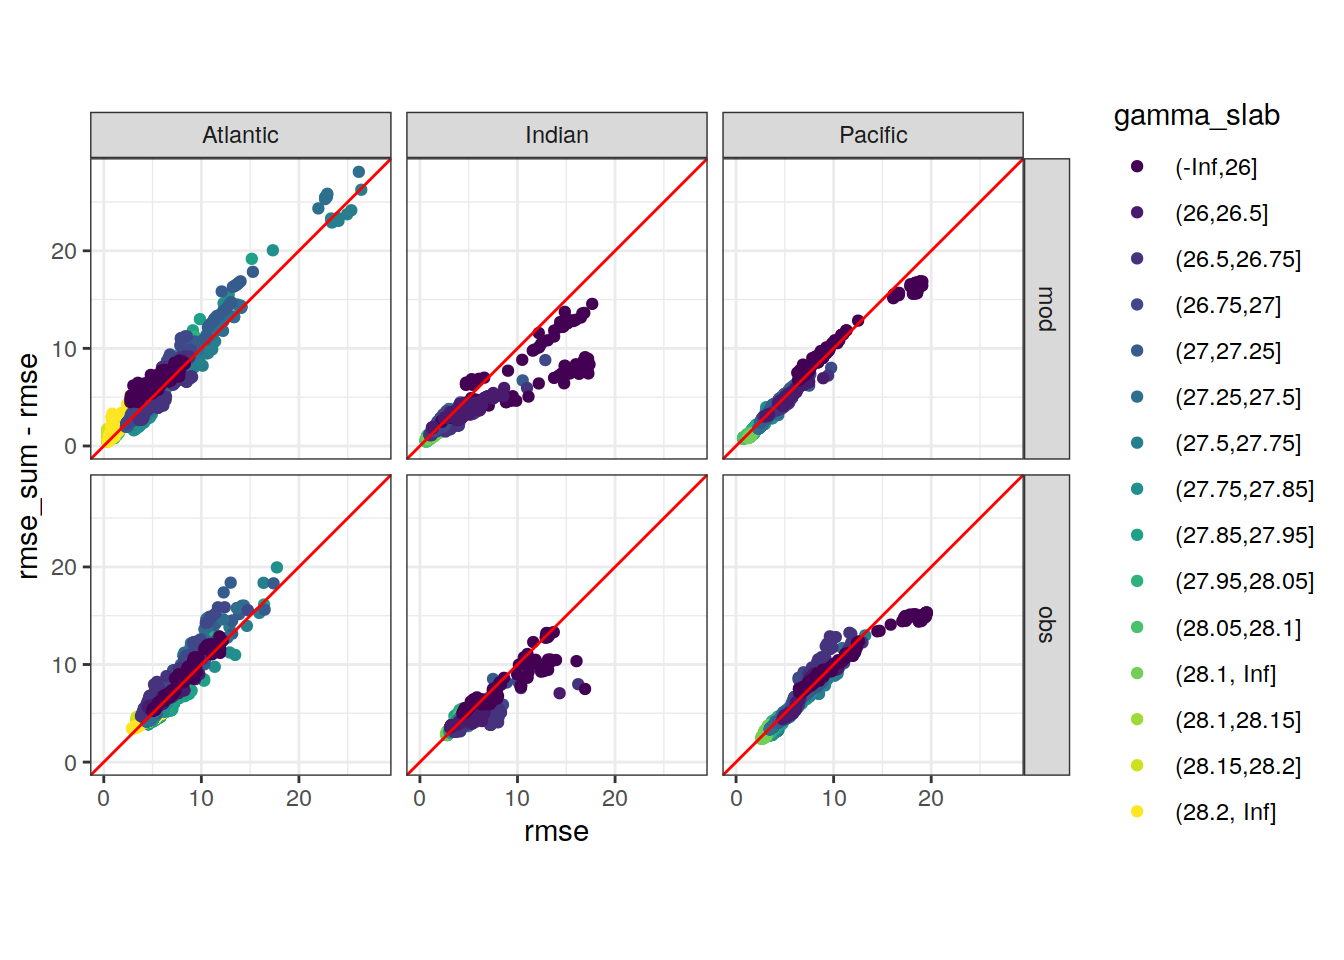 Atlantic
Indian
Pacific
mod
obs
20
10
0
20
10
0
rmse_sum - rmse
0
10
20
0
10
20
0
10
20
rmse
gamma_slab
(-Inf,26]
(26,26.5]
(26.5,26.75]
(26.75,27]
(27,27.25]
(27.25,27.5]
(27.5,27.75]
(27.75,27.85]
(27.85,27.95]
(27.95,28.05]
(28.05,28.1]
(28.1, Inf]
(28.1,28.15]
(28.15,28.2]
(28.2, Inf]